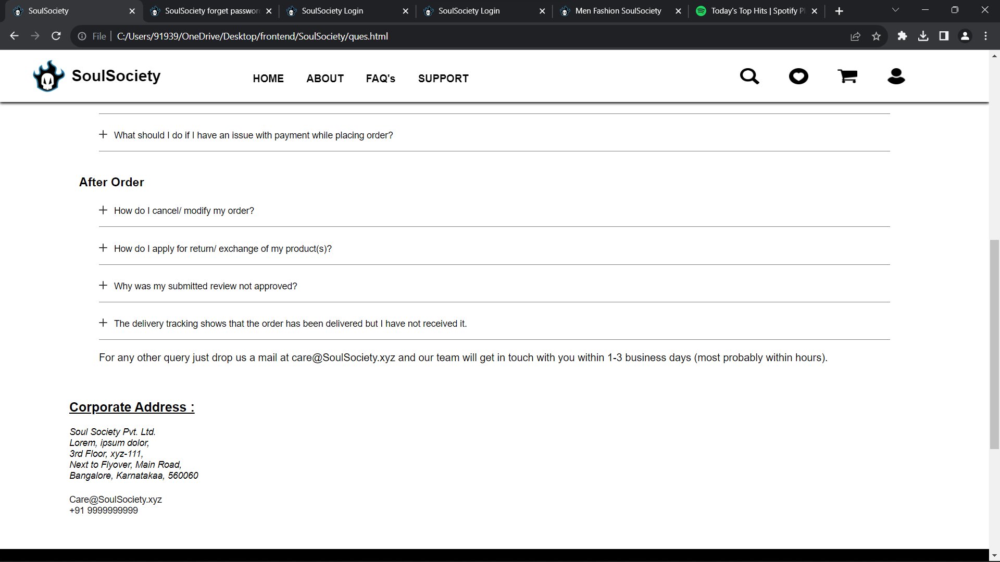 SoulSociety
SoulSociety forget passwor
SoulSociety Login
SoulSociety Login
Men Fashion SoulSociety
Today's Top Hits | Spotify Pl
File
C:/Users/91939/OneDrive/Desktop/frontend/SoulSociety/ques.html
SoulSociety
HOME
ABOUT
FAQ's
SUPPORT
What should I do if I have an issue with payment while placing order?
After Order
How do I cancel/ modify my order?
How do I apply for return/ exchange of my product(s)?
Why was my submitted review not approved?
The delivery tracking shows that the order has been delivered but I have not received it.
For any other query just drop us a mail at care@SoulSociety.xyz and our team will get in touch with you within 1-3 business days (most probably within hours).
Corporate Address :
Soul Society Pvt. Ltd.
Lorem, ipsum dolor,
3rd Floor, xyz-111,
Next to Flyover, Main Road,
Bangalore, Karnatakaa, 560060
Care@SoulSociety.xyz
+91 9999999999